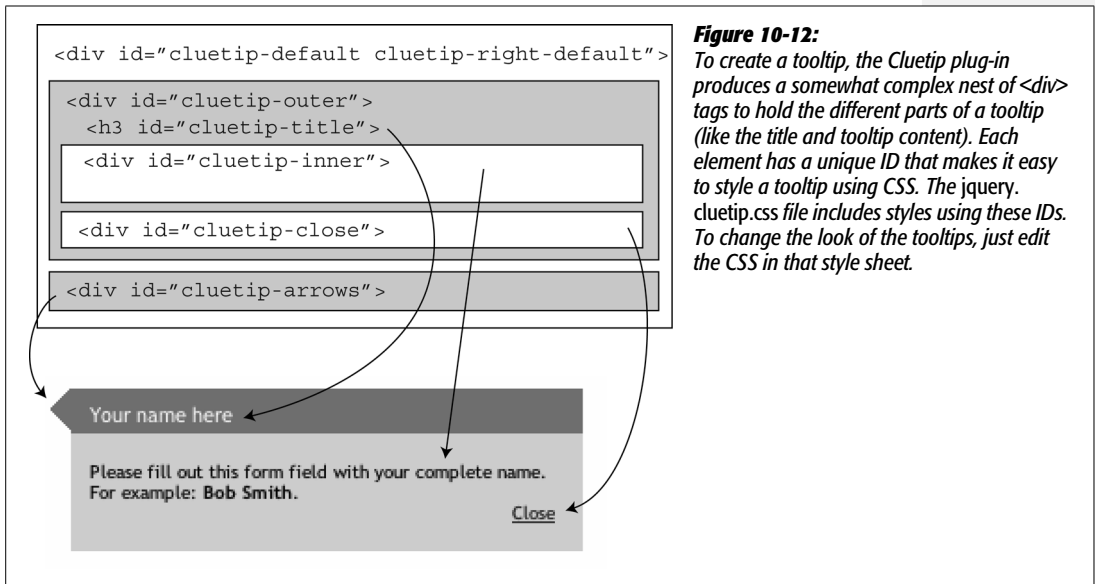 <div id="cluetip-default cluetip-right-default">
<div id="cluetip-outer">
<h3 id="cluetip-title">
<div id="cluetip-inner">
<div id="cluetip-close">
<div id="cluetip-arrows">
Your name here
Please fill out this form field with your complete name.
For example: Bob Smith.
Close
Figure 10-12:
To create a tooltip, the Cluetip plug-in
produces a somewhat complex nest of <div>
tags to hold the different parts of a tooltip
(like the title and tooltip content). Each
element has a unique ID that makes it easy
to style a tooltip using CSS. The jquery.
cluetip.css file includes styles using these IDs.
To change the look of the tooltips, just edit
the CSS in that style sheet.